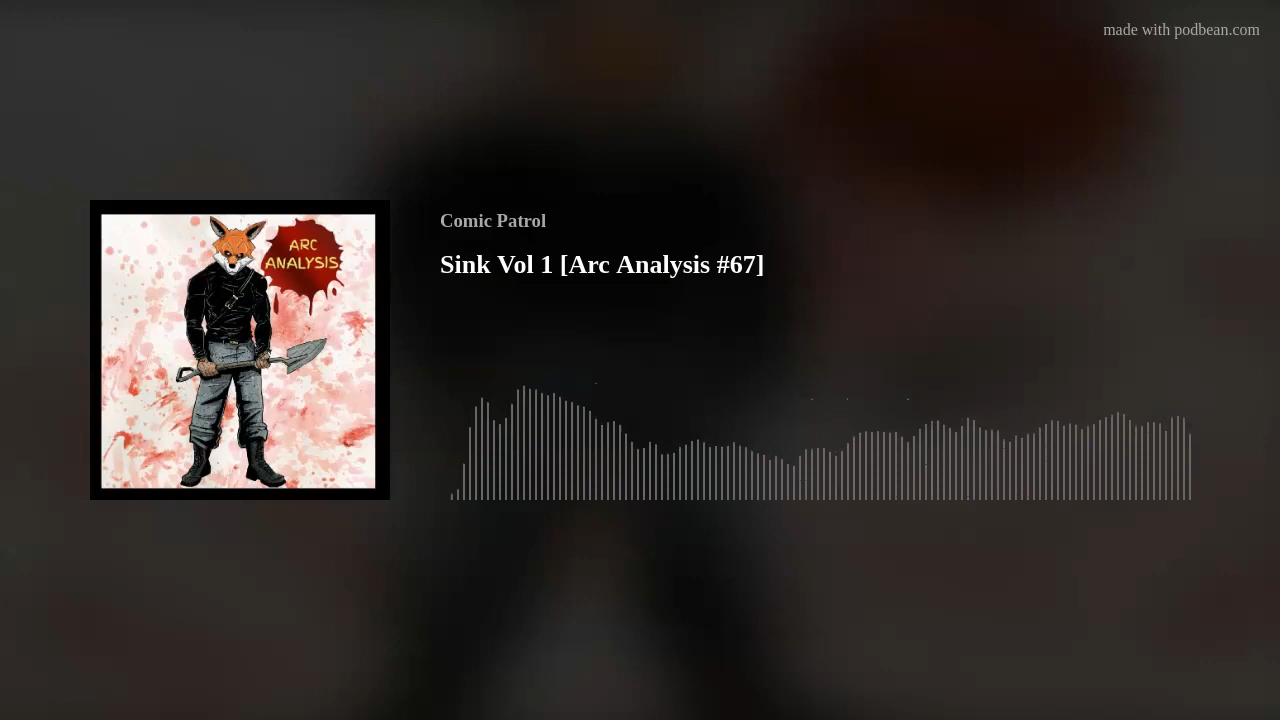 made with podbean.com
ARC
ANALYSIS
Comic Patrol
Sink Vol 1 [Arc Analysis #67]